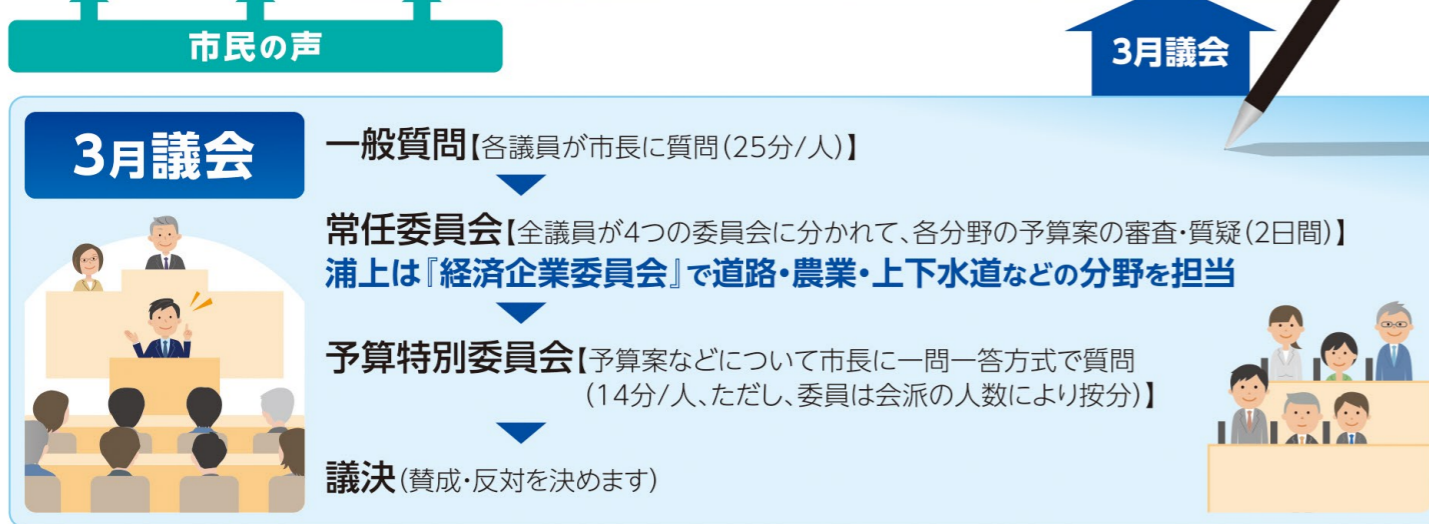 市民の声
3月議会
3月議会
一般質問【各議員が市長に質問(25分/人)】
常任委員会【全議員が4つの委員会に分かれて、各分野の予算案の審査・質疑(2日間)】
浦上は『経済企業委員会』で道路・農業・上下水道などの分野を担当
予算特別委員会【予算案などについて市長に一問一答方式で質問
(14分/人、ただし、委員は会派の人数により按分)】
議決(賛成・反対を決めます)